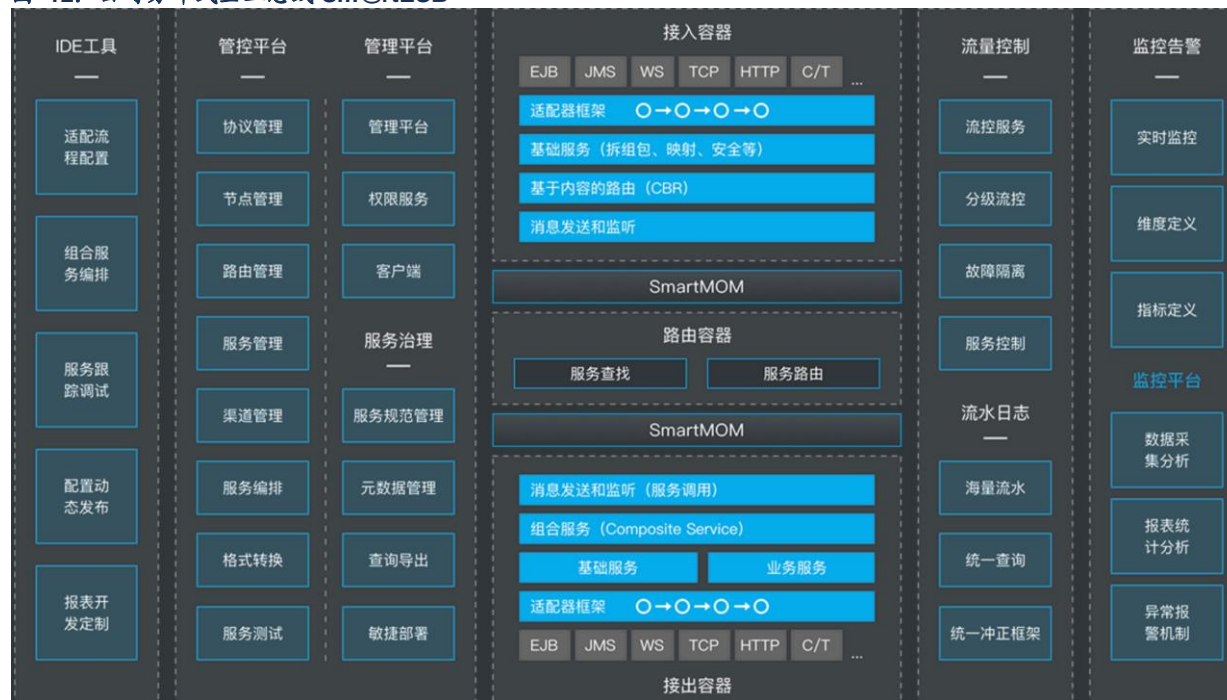 IDE工具
适配流
程配置
组合服
务编排
服务跟
踪调试
配置动
态发布
报表开
发定制
管控平台
协议管理
节点管理
路由管理
服务管理
渠道管理
服务编排
格式转换
服务测试
管理平台
管理平台
权限服务
客户端
服务治理
服务规范管理
元数据管理
查询导出
敏捷部署
接入容器
EJB JMS WS TCP HTTP C/T ...
适配器框架
基础服务（拆组包、映射、安全等）
基于内容的路由（CBR）
消息发送和监听
SmartMOM
路由容器
服务查找 服务路由
SmartMOM
消息发送和监听（服务调用）
组合服务（Composite Service）
基础服务 业务服务
适配器框架
EJB JMS WS TCP HTTP C/T ...
接出容器
流量控制
流控服务
分级流控
故障隔离
服务控制
流水日志
海量流水
统一查询
统一冲正框架
监控告警
实时监控
维度定义
指标定义
监控平台
数据采
集分析
报表统
计分析
异常报
警机制